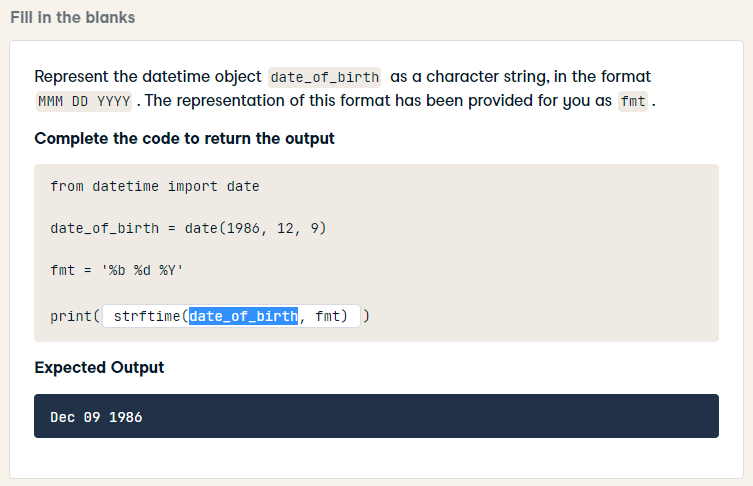 Fill in the blanks
Represent the datetime object date_of_birth as a character string, in the format
MMM DD YYYY . The representation of this format has been provided for you as fmt .
Complete the code to return the output
from datetime import date
date_of_birth = date(1986, 12, 9)
fmt = '%b %d %Y'
print( strftime(date_of_birth, fmt) )
Expected Output
Dec 09 1986